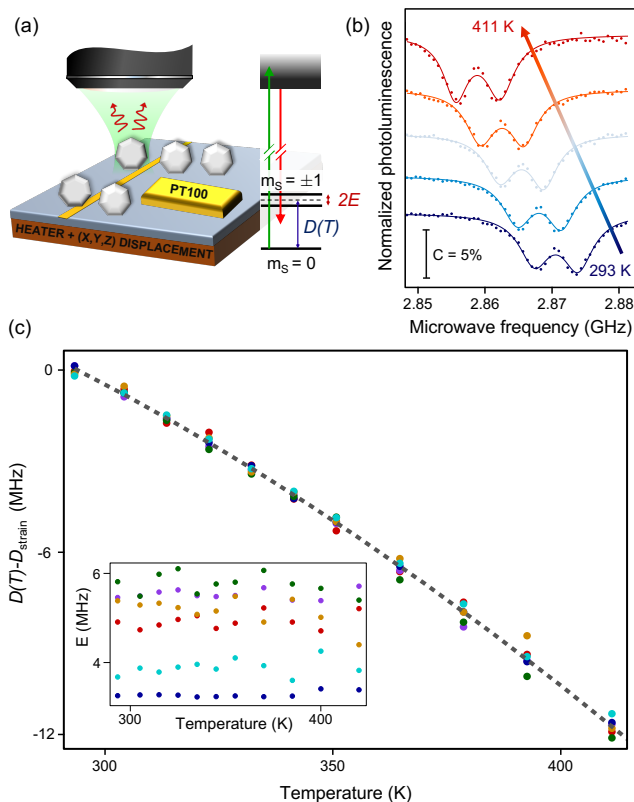 (a)
PT100
HEATER + (X,Y,Z) DISPLACEMENT
m_S = ±1
2E
D(T)
m_S = 0
(b)
Normalized photoluminescence
411 K
293 K
C = 5%
2.85 2.86 2.87 2.88
Microwave frequency (GHz)
(c)
D(T)-D_strain (MHz)
0
-6
-12
E (MHz)
6
4
300 400
Temperature (K)
300 350 400
Temperature (K)